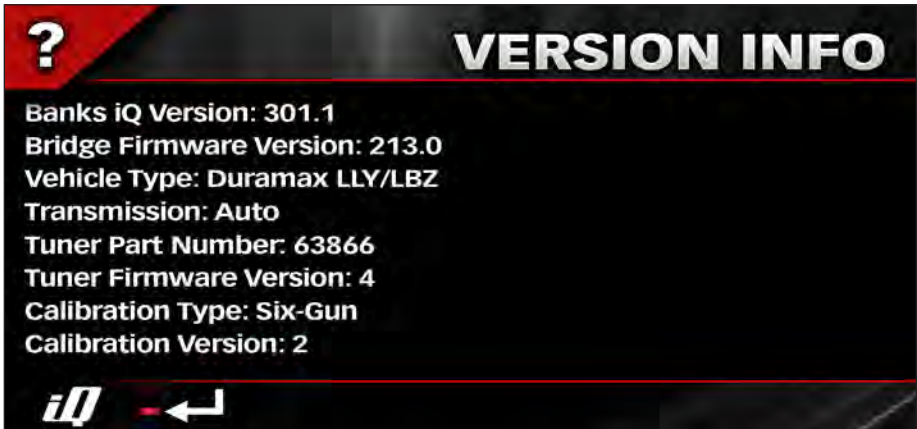 ?
VERSION INFO
Banks iQ Version: 301.1
Bridge Firmware Version: 213.0
Vehicle Type: Duramax LLY/LBZ
Transmission: Auto
Tuner Part Number: 63866
Tuner Firmware Version: 4
Calibration Type: Six-Gun
Calibration Version: 2
iQ